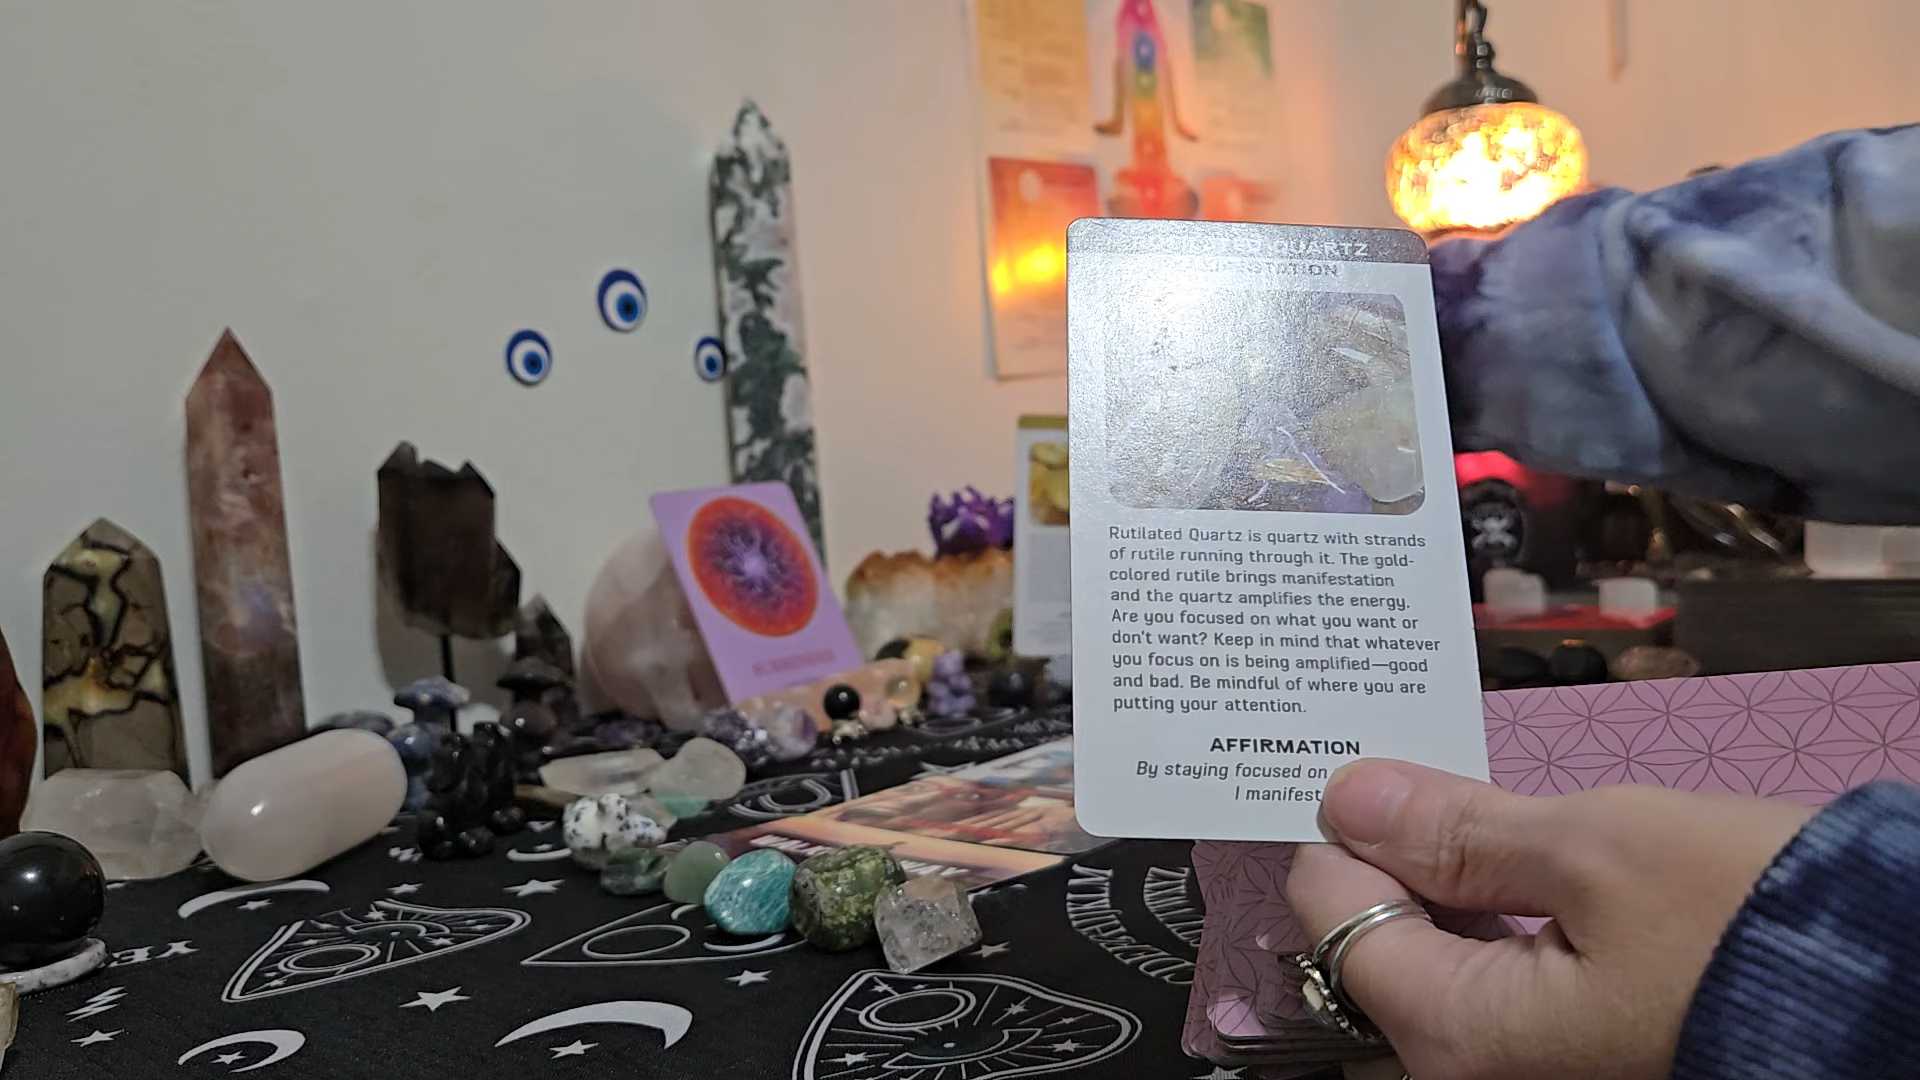 QUARTZ
Rutilated Quartz is quartz with strands
of rutile running through it. The gold-
colored rutile brings manifestation
and the quartz amplifies the energy.
Are you focused on what you want or
don't want? Keep in mind that whatever
you focus on is being amplified—good
and bad. Be mindful of where you are
putting your attention.
AFFIRMATION
By staying focused on
I manifest